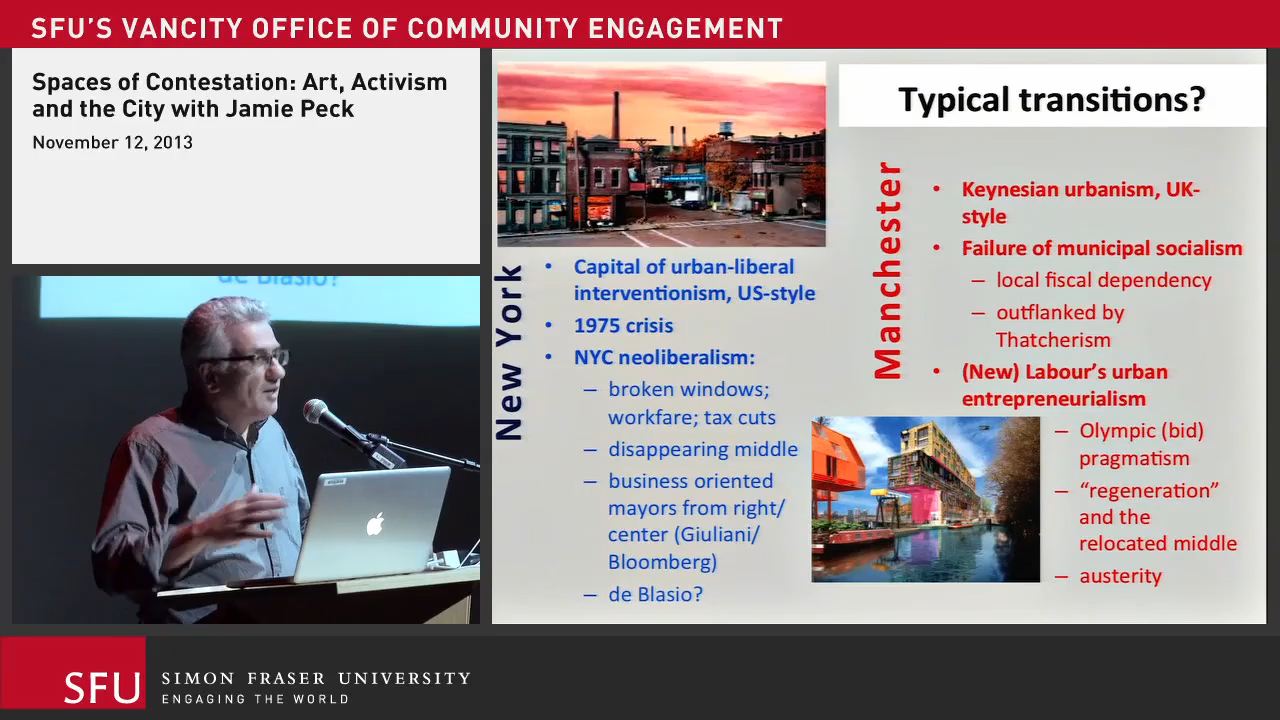 SFU'S VANCITY OFFICE OF COMMUNITY ENGAGEMENT
Spaces of Contestation: Art, Activism
and the City with Jamie Peck
November 12, 2013
de Blasio?
Typical transitions?
New York
• Capital of urban-liberal
interventionism, US-style
• 1975 crisis
• NYC neoliberalism:
– broken windows;
workfare; tax cuts
– disappearing middle
– business oriented
mayors from right/
center (Giuliani/
Bloomberg)
– de Blasio?
Manchester
• Keynesian urbanism, UK-
style
• Failure of municipal socialism
– local fiscal dependency
– outflanked by
Thatcherism
• (New) Labour's urban
entrepreneurialism
– Olympic (bid)
pragmatism
– “regeneration”
and the
relocated middle
– austerity
SFU
SIMON FRASER UNIVERSITY
ENGAGING THE WORLD